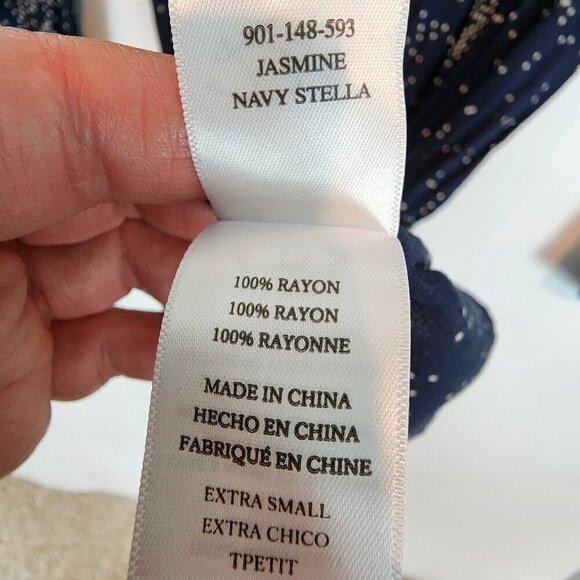 901-148-593
JASMINE
NAVY STELLA
100% RAYON
100% RAYON
100% RAYONNE
MADE IN CHINA
HECHO EN CHINA
FABRIQUÉ EN CHINE
EXTRA SMALL
EXTRA CHICO
TPETIT